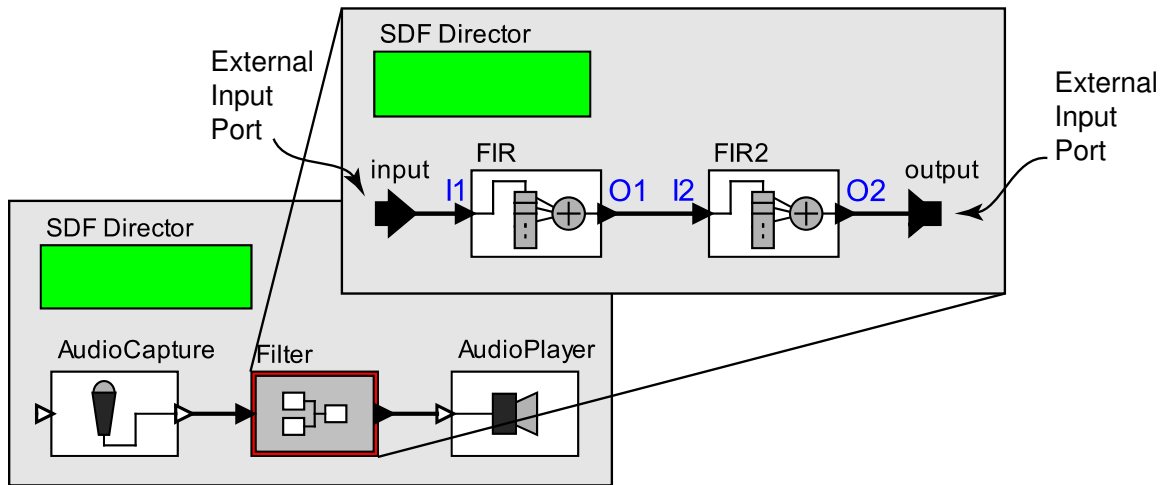 SDF Director
External
Input
Port
External
Input
Port
input
I1
FIR
O1
I2
FIR2
O2
output
SDF Director
AudioCapture
Filter
AudioPlayer